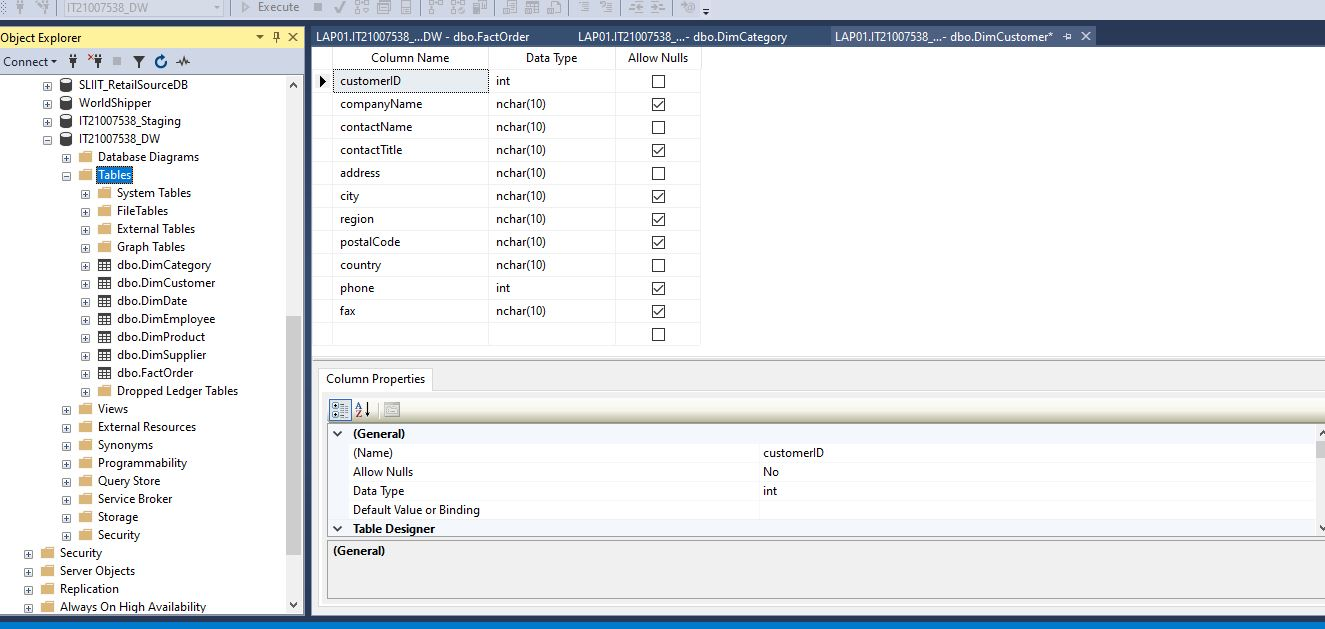 IT21007538_DW
Execute
Object Explorer
Connect
SLIIT_RetailSourceDB
WorldShipper
IT21007538_Staging
IT21007538_DW
Database Diagrams
Tables
System Tables
FileTables
External Tables
Graph Tables
dbo.DimCategory
dbo.DimCustomer
dbo.DimDate
dbo.DimEmployee
dbo.DimProduct
dbo.DimSupplier
dbo.FactOrder
Dropped Ledger Tables
Views
External Resources
Synonyms
Programmability
Query Store
Service Broker
Storage
Security
Security
Server Objects
Replication
Always On High Availability
LAP01.IT21007538_...DW - dbo.FactOrder
LAP01.IT21007538_...- dbo.DimCategory
LAP01.IT21007538_...- dbo.DimCustomer*
Column Name Data Type Allow Nulls
customerID int
companyName nchar(10)
contactName nchar(10)
contactTitle nchar(10)
address nchar(10)
city nchar(10)
region nchar(10)
postalCode nchar(10)
country nchar(10)
phone int
fax nchar(10)
Column Properties
A
Z
(General)
(Name) customerID
Allow Nulls No
Data Type int
Default Value or Binding
Table Designer
(General)